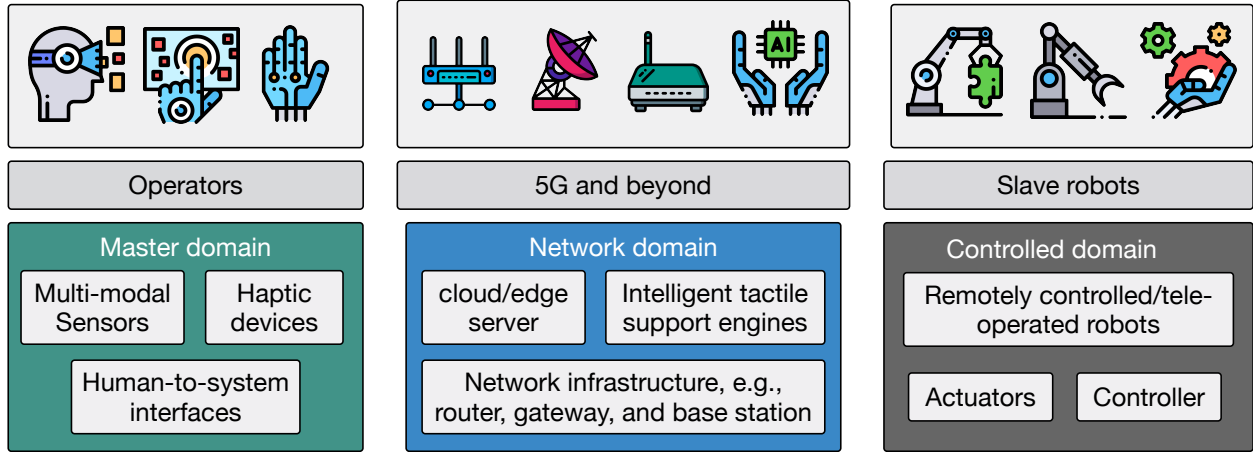 AI
Operators
5G and beyond
Slave robots
Master domain
Multi-modal
Sensors
Haptic
devices
Human-to-system
interfaces
Network domain
cloud/edge
server
Intelligent tactile
support engines
Network infrastructure, e.g.,
router, gateway, and base station
Controlled domain
Remotely controlled/tele-
operated robots
Actuators
Controller